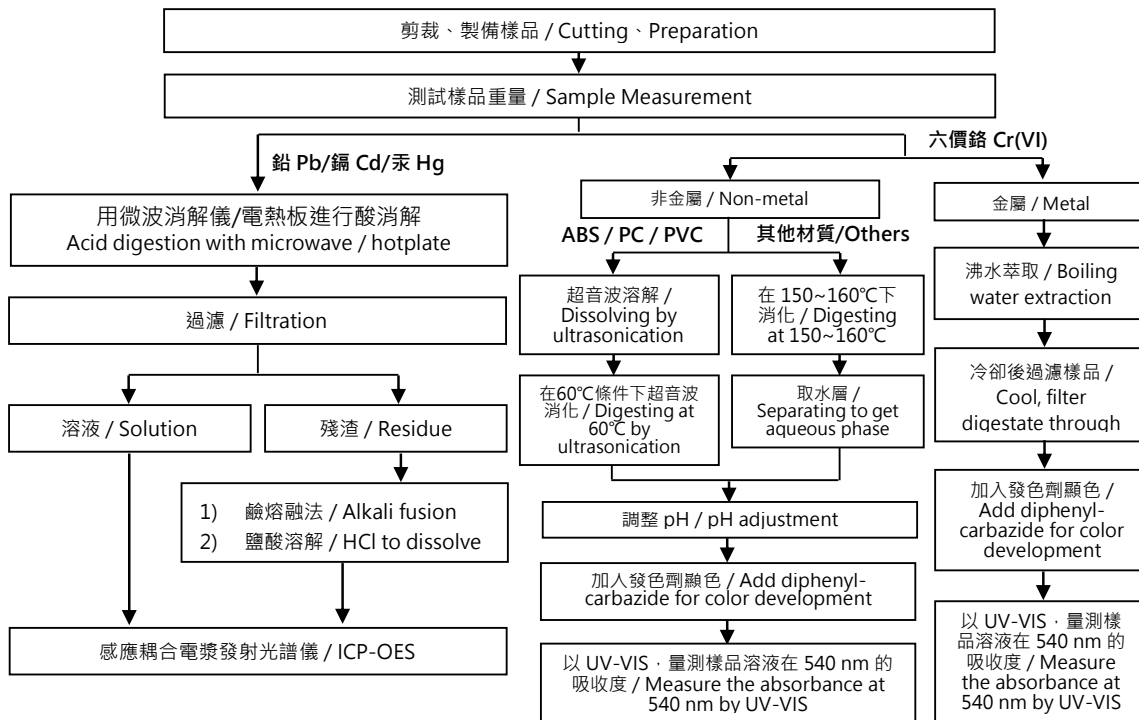 剪裁、製備樣品 / Cutting、Preparation
測試樣品重量 / Sample Measurement
鉛 Pb/鎘 Cd/汞 Hg
六價鉻 Cr(VI)
用微波消解儀/電熱板進行酸消解
Acid digestion with microwave / hotplate
過濾 / Filtration
溶液 / Solution
殘渣 / Residue
1) 鹼熔融法 / Alkali fusion
2) 鹽酸溶解 / HCl to dissolve
感應耦合電漿發射光譜儀 / ICP-OES
非金屬 / Non-metal
ABS / PC / PVC
其他材質/Others
超音波溶解 /
Dissolving by
ultrasonication
在60℃條件下超音波
消化 / Digesting at
60℃ by
ultrasonication
在 150~160℃下
消化 / Digesting
at 150~160℃
取水層 /
Separating to get
aqueous phase
調整 pH / pH adjustment
加入發色劑顯色 / Add diphenyl-
carbazide for color development
以 UV-VIS，量測樣品溶液在 540 nm 的
吸收度 / Measure the absorbance at
540 nm by UV-VIS
金屬 / Metal
沸水萃取 / Boiling
water extraction
冷卻後過濾樣品 /
Cool, filter
digestate through
加入發色劑顯色 /
Add diphenyl-
carbazide for color
development
以 UV-VIS，量測樣
品溶液在 540 nm 的
吸收度 / Measure
the absorbance at
540 nm by UV-VIS